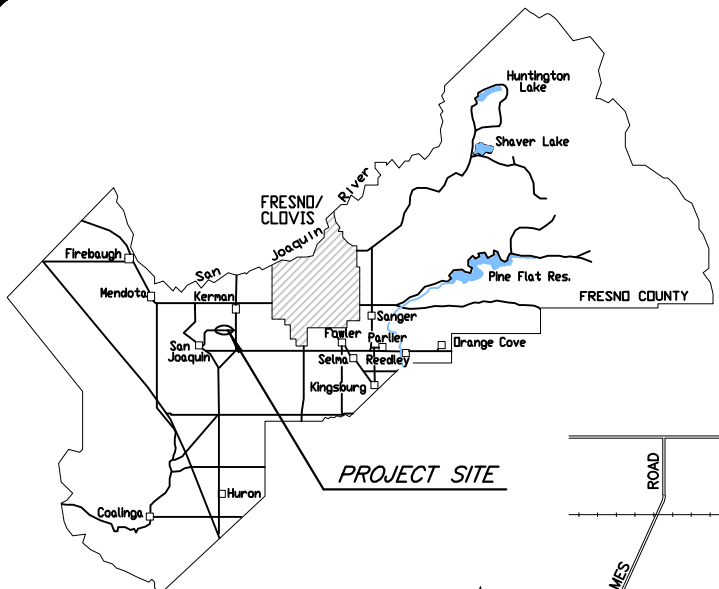 Huntington
Lake
Shaver Lake
FRESNO/
CLOVIS
San Joaquin River
Firebaugh
Pine Flat Res.
Mendota
Kerman
FRESNO COUNTY
Sanger
Fowler
Parlier
Orange Cove
San
Joaquin
Selma
Reedley
Kingsburg
PROJECT SITE
ROAD
Huron
Coalinga
MES